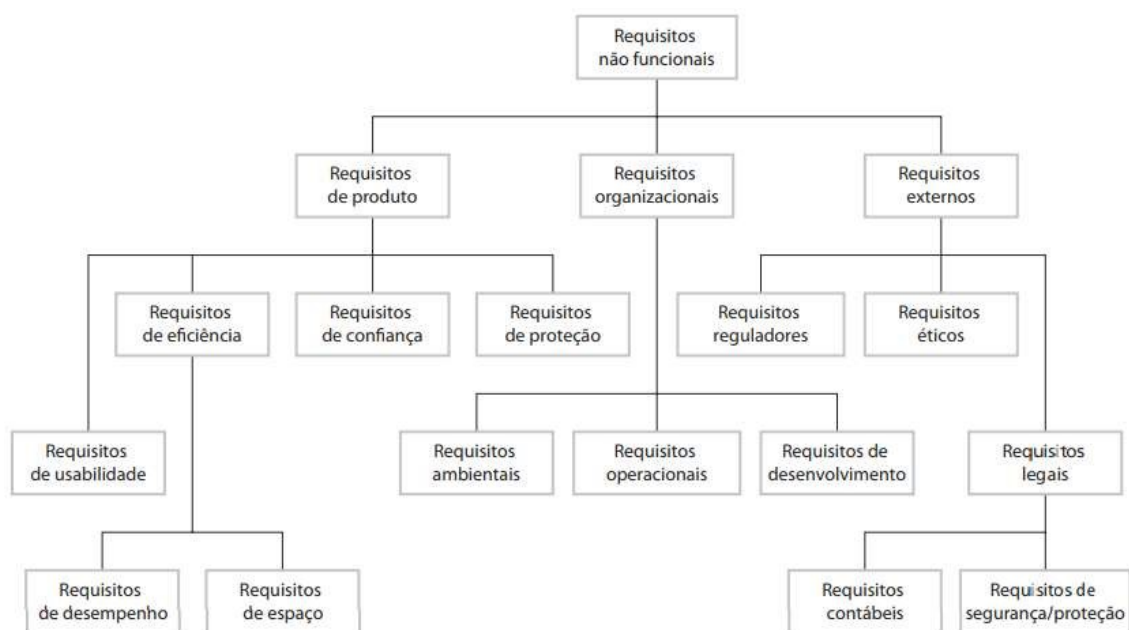 Requisitos
não funcionais
Requisitos
de produto
Requisitos
organizacionais
Requisitos
externos
Requisitos
de eficiência
Requisitos
de confiança
Requisitos
de proteção
Requisitos
reguladores
Requisitos
éticos
Requisitos
de usabilidade
Requisitos
ambientais
Requisitos
operacionais
Requisitos de
desenvolvimento
Requisitos
legais
Requisitos
de desempenho
Requisitos
de espaço
Requisitos
contábeis
Requisitos de
segurança/proteção